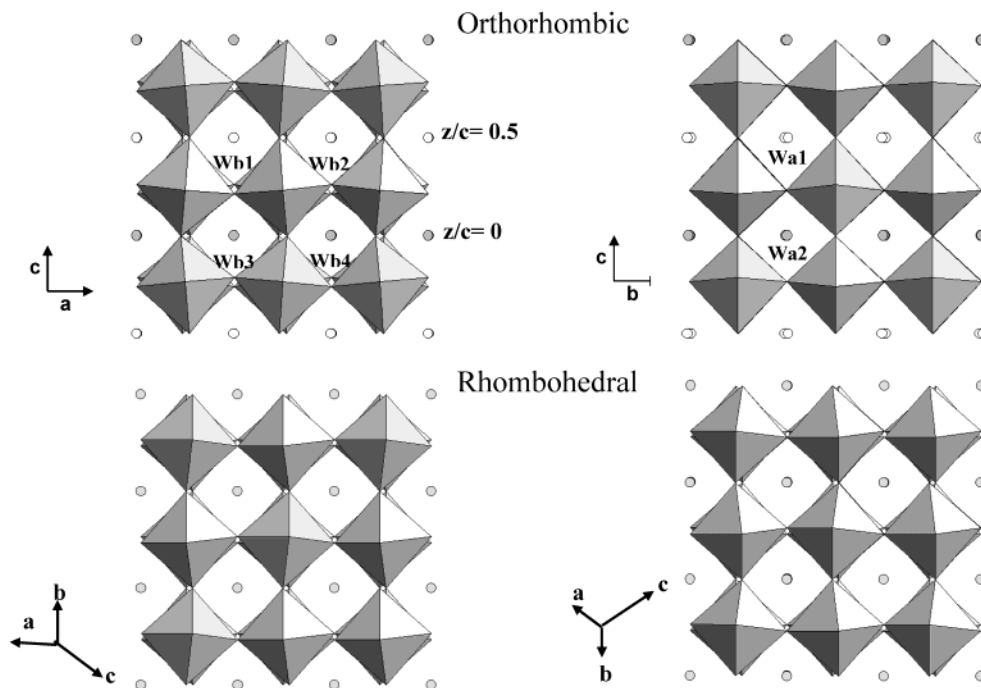 Orthorhombic
z/c= 0.5
Wb1
Wb2
Wa1
z/c= 0
Wb3
Wb4
Wa2
c
a
c
b
Rhombohedral
b
a
c
a
c
b